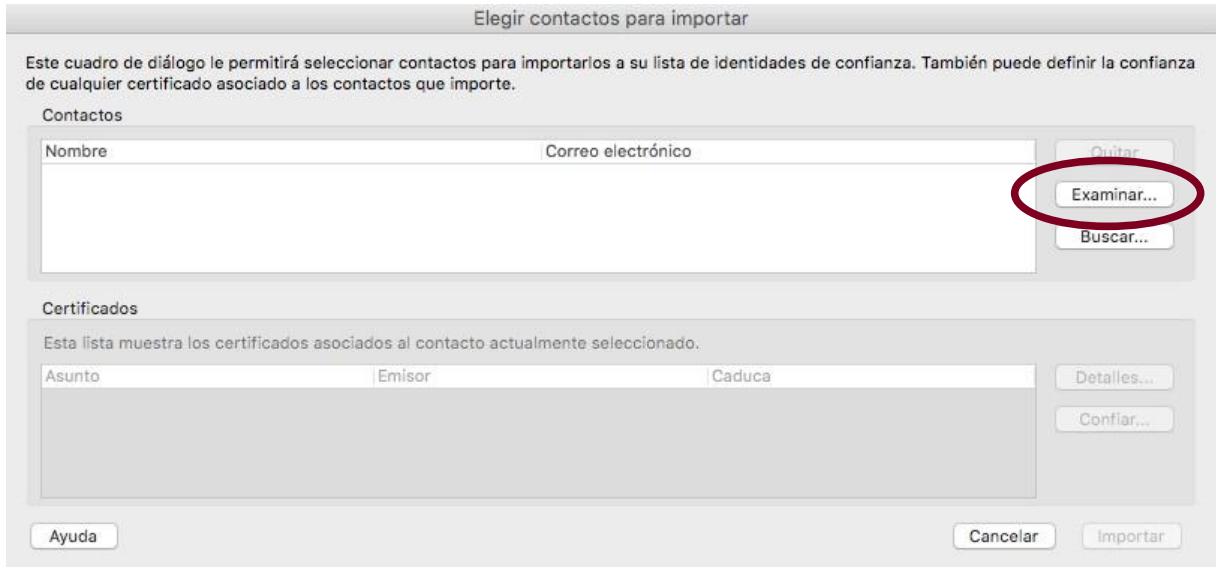 Elegir contactos para importar
Este cuadro de diálogo le permitirá seleccionar contactos para importarlos a su lista de identidades de confianza. También puede definir la confianza
de cualquier certificado asociado a los contactos que importe.
Contactos
Nombre Correo electrónico
Quitar
Examinar...
Buscar...
Certificados
Esta lista muestra los certificados asociados al contacto actualmente seleccionado.
Asunto Emisor Caduca
Detalles...
Confiar...
Ayuda Cancelar Importar